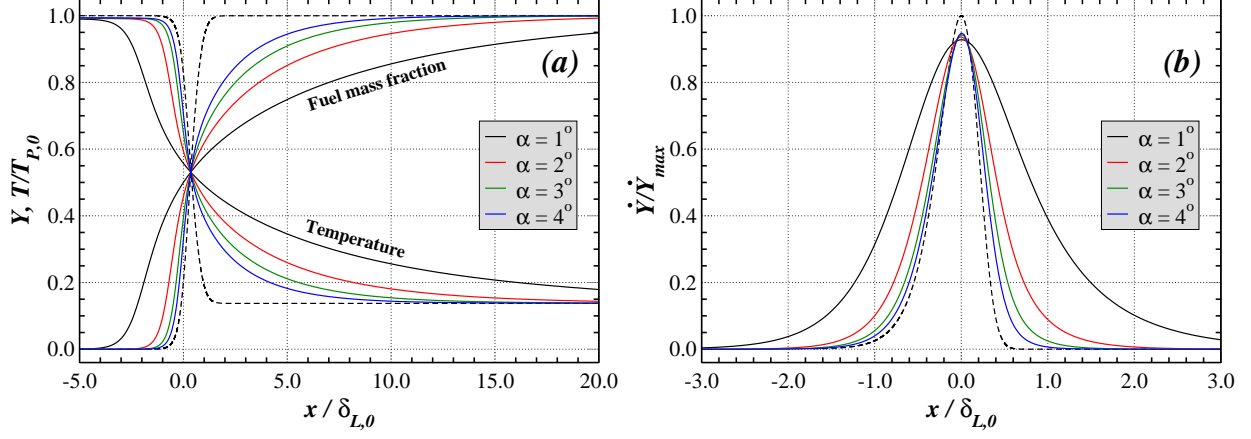 (a)
Y, T/T_{P,0}
1.0
0.8
0.6
0.4
0.2
0.0
Fuel mass fraction
α = 1°
α = 2°
α = 3°
α = 4°
Temperature
-5.0 0.0 5.0 10.0 15.0 20.0
x / δ_{L,0}
(b)
Ẏ/Ẏ_{max}
1.0
0.8
0.6
0.4
0.2
0.0
α = 1°
α = 2°
α = 3°
α = 4°
-3.0 -2.0 -1.0 0.0 1.0 2.0 3.0
x / δ_{L,0}